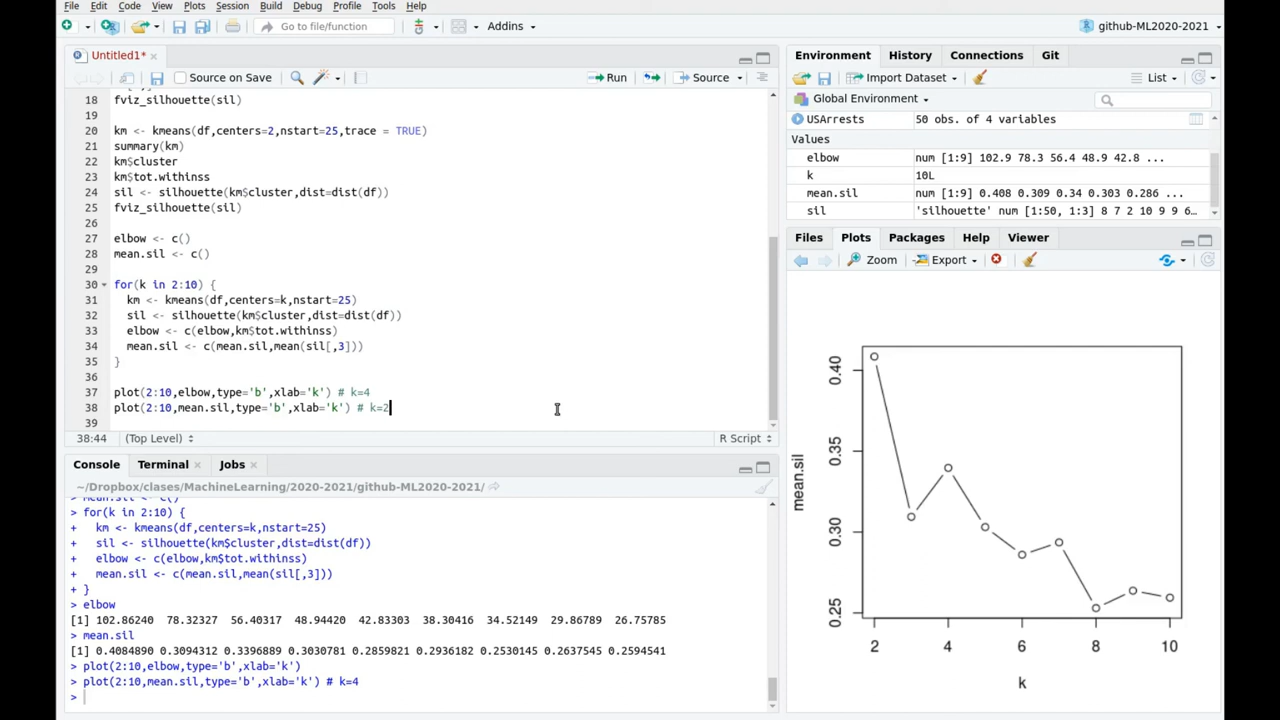 File Edit Code View Plots Session Build Debug Profile Tools Help
Go to file/function Addins github-ML2020-2021
Untitled1*
Source on Save Run Source
18 fviz_silhouette(sil)
19
20 km <- kmeans(df,centers=2,nstart=25,trace = TRUE)
21 summary(km)
22 km$cluster
23 km$tot.withinss
24 sil <- silhouette(km$cluster,dist=dist(df))
25 fviz_silhouette(sil)
26
27 elbow <- c()
28 mean.sil <- c()
29
30 for(k in 2:10) {
31 km <- kmeans(df,centers=k,nstart=25)
32 sil <- silhouette(km$cluster,dist=dist(df))
33 elbow <- c(elbow,km$tot.withinss)
34 mean.sil <- c(mean.sil,mean(sil[,3]))
35 }
36
37 plot(2:10,elbow,type='b',xlab='k') # k=4
38 plot(2:10,mean.sil,type='b',xlab='k') # k=2
39
38:44 (Top Level) R Script
Console Terminal Jobs
~/Dropbox/clases/MachineLearning/2020-2021/github-ML2020-2021/
> mean.sil <- c()
> for(k in 2:10) {
+ km <- kmeans(df,centers=k,nstart=25)
+ sil <- silhouette(km$cluster,dist=dist(df))
+ elbow <- c(elbow,km$tot.withinss)
+ mean.sil <- c(mean.sil,mean(sil[,3]))
+ }
> elbow
[1] 102.86240 78.32327 56.40317 48.94420 42.83303 38.30416 34.52149 29.86789 26.75785
> mean.sil
[1] 0.4084890 0.3094312 0.3396889 0.3030781 0.2859821 0.2936182 0.2530145 0.2637545 0.2594541
> plot(2:10,elbow,type='b',xlab='k')
> plot(2:10,mean.sil,type='b',xlab='k') # k=4
>
Environment History Connections Git
Import Dataset List
Global Environment
USArrests 50 obs. of 4 variables
Values
elbow num [1:9] 102.9 78.3 56.4 48.9 42.8 ...
k 10L
mean.sil num [1:9] 0.408 0.309 0.34 0.303 0.286 ...
sil 'silhouette' num [1:50, 1:3] 8 7 2 10 9 9 6…
Files Plots Packages Help Viewer
Zoom Export
0.40
0.35
0.30
0.25
mean.sil
2 4 6 8 10
k